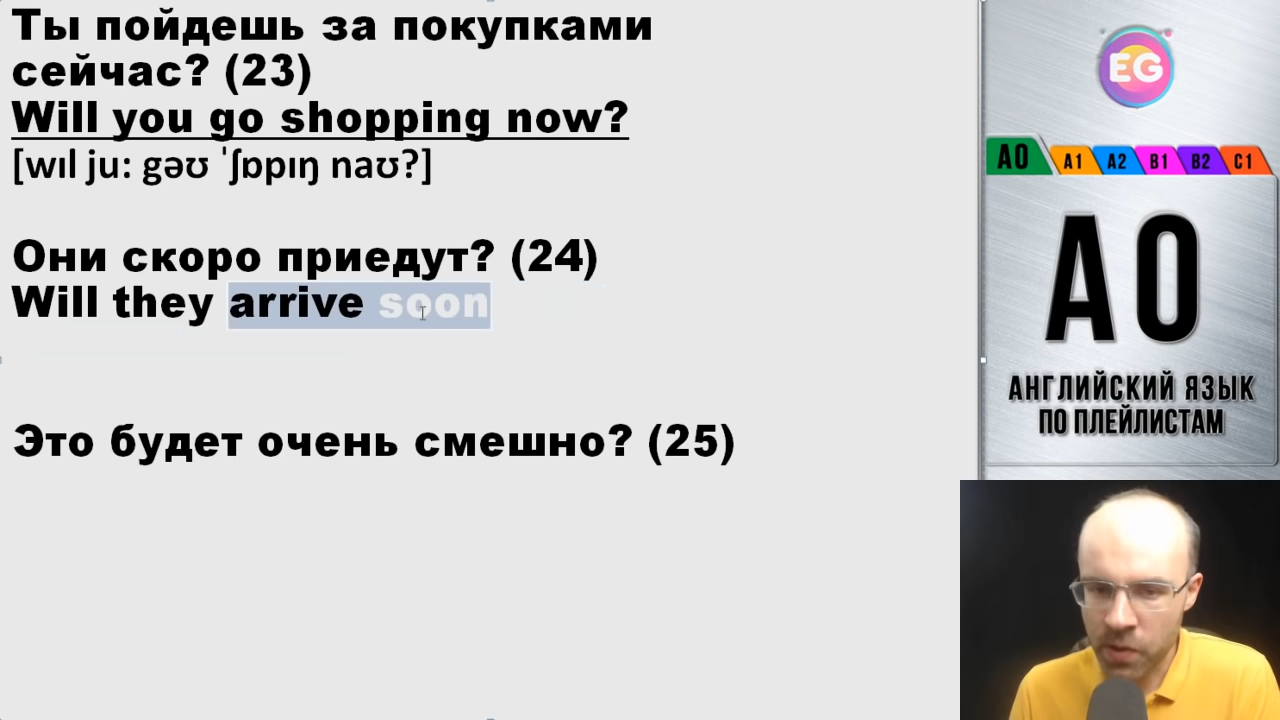 Ты пойдешь за покупками
сейчас? (23)
Will you go shopping now?
[wɪl ju: gəʊ ˈʃɒpɪŋ naʊ?]
Они скоро приедут? (24)
Will they arrive soon
Это будет очень смешно? (25)
EG
A0 A1 A2 B1 B2 C1
A0
АНГЛИЙСКИЙ ЯЗЫК
ПО ПЛЕЙЛИСТАМ